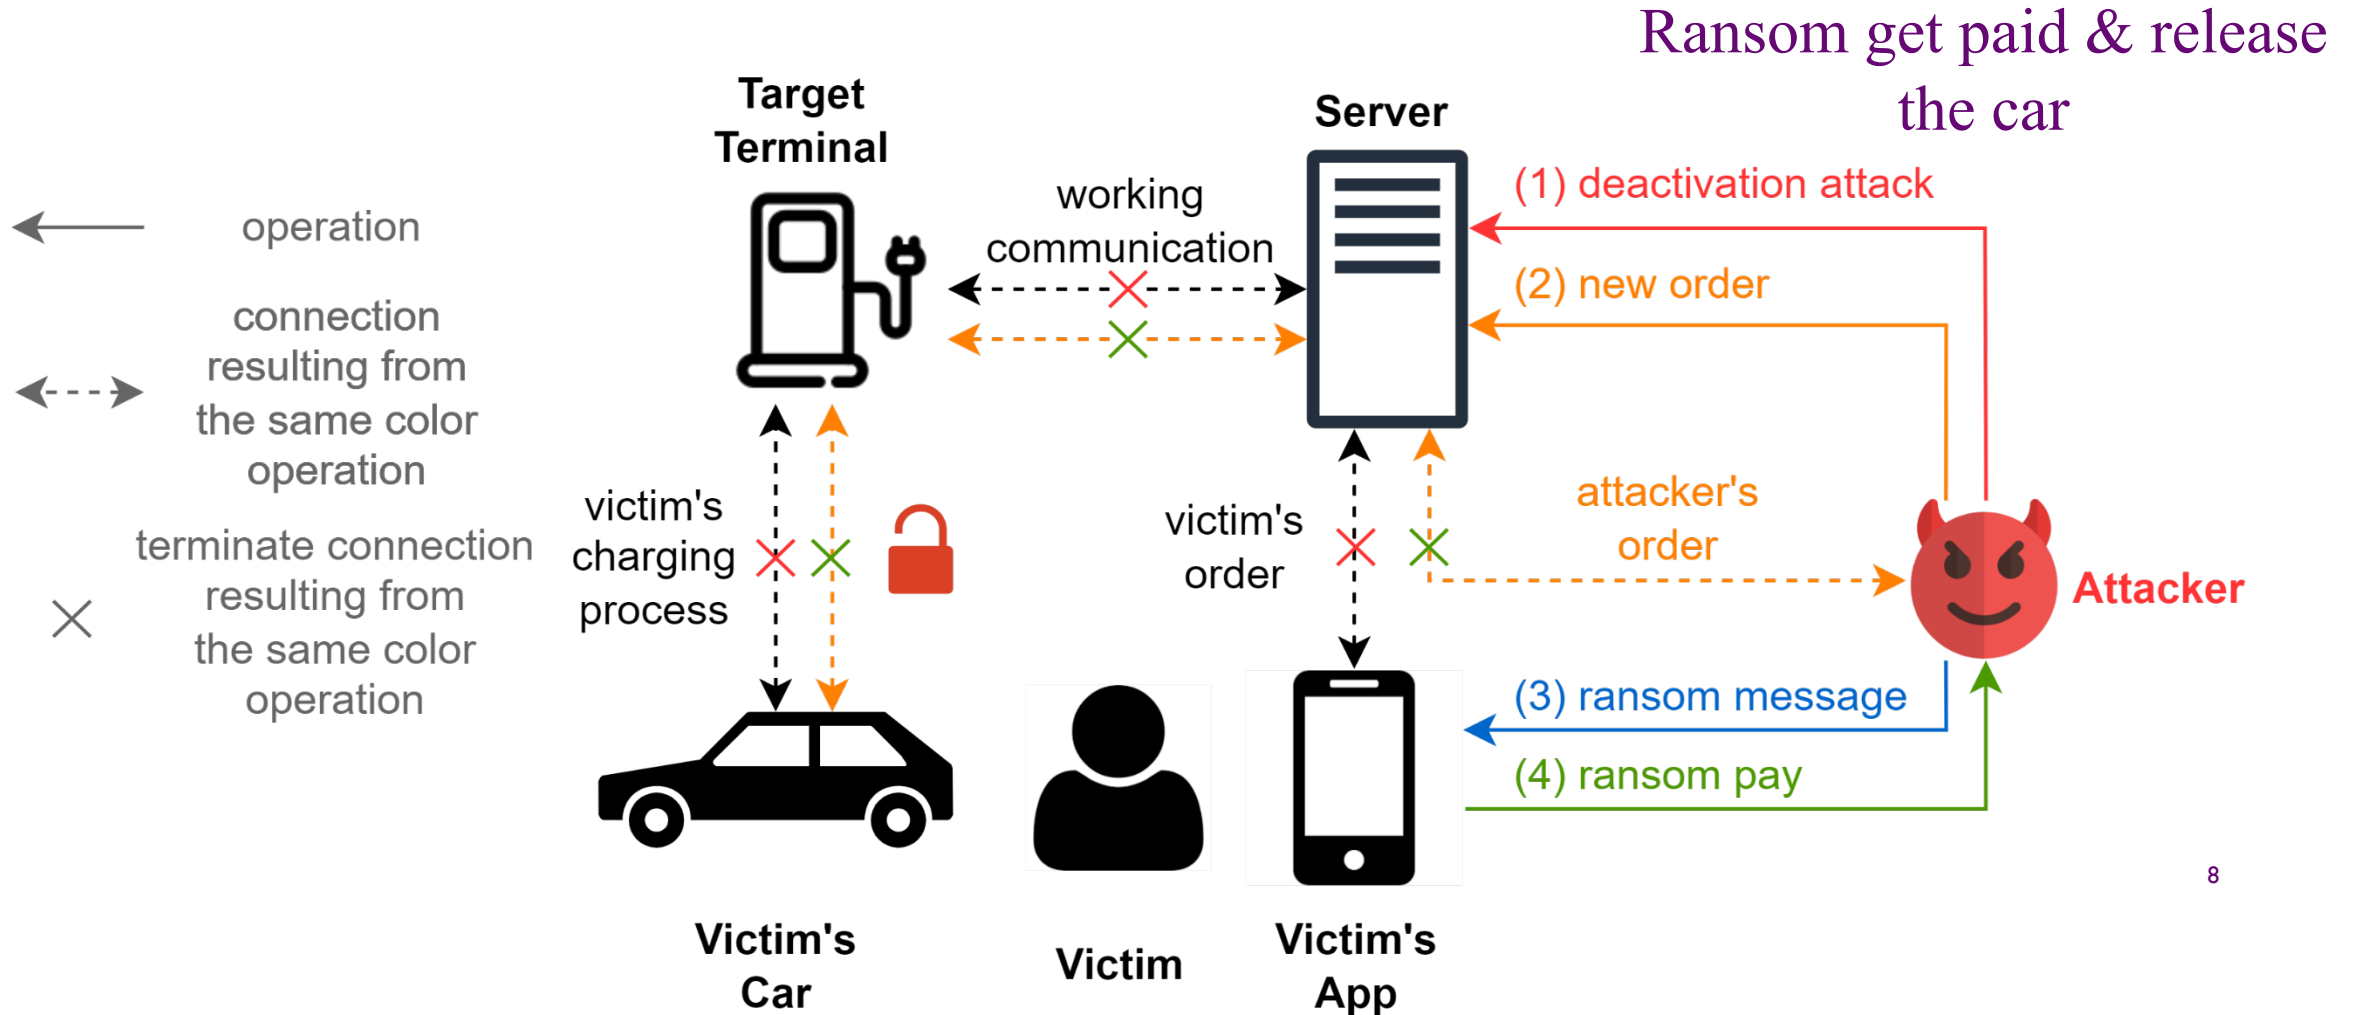 Ransom get paid & release
the car
Target
Terminal
Server
working
communication
(1) deactivation attack
(2) new order
operation
connection
resulting from
the same color
operation
terminate connection
resulting from
the same color
operation
victim's
charging
process
victim's
order
attacker's
order
Attacker
(3) ransom message
(4) ransom pay
8
Victim's
Car
Victim
Victim's
App